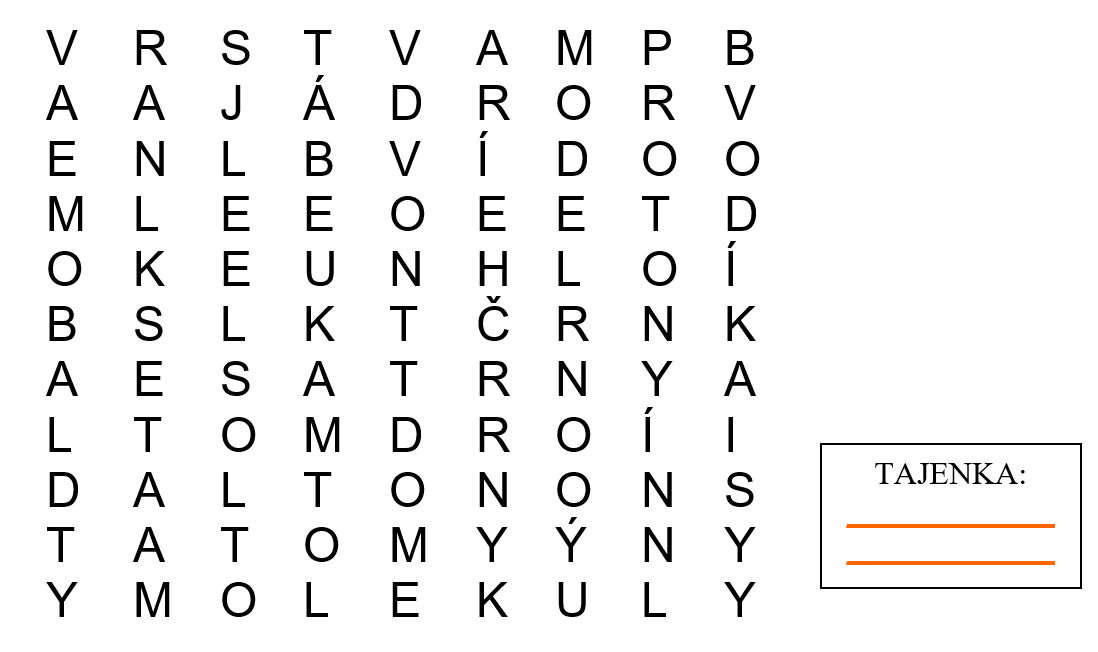 V R S T V A M P B
A A J Á D R O R V
E N L B V Í D O O
M L E E O E E T D
O K E U N H L O Í
B S L K T Č R N K
A E S A T R N Y A
L T O M D R O Í I
D A L T O N O N S
T A T O M Y Ý N Y
Y M O L E K U L Y
TAJENKA: